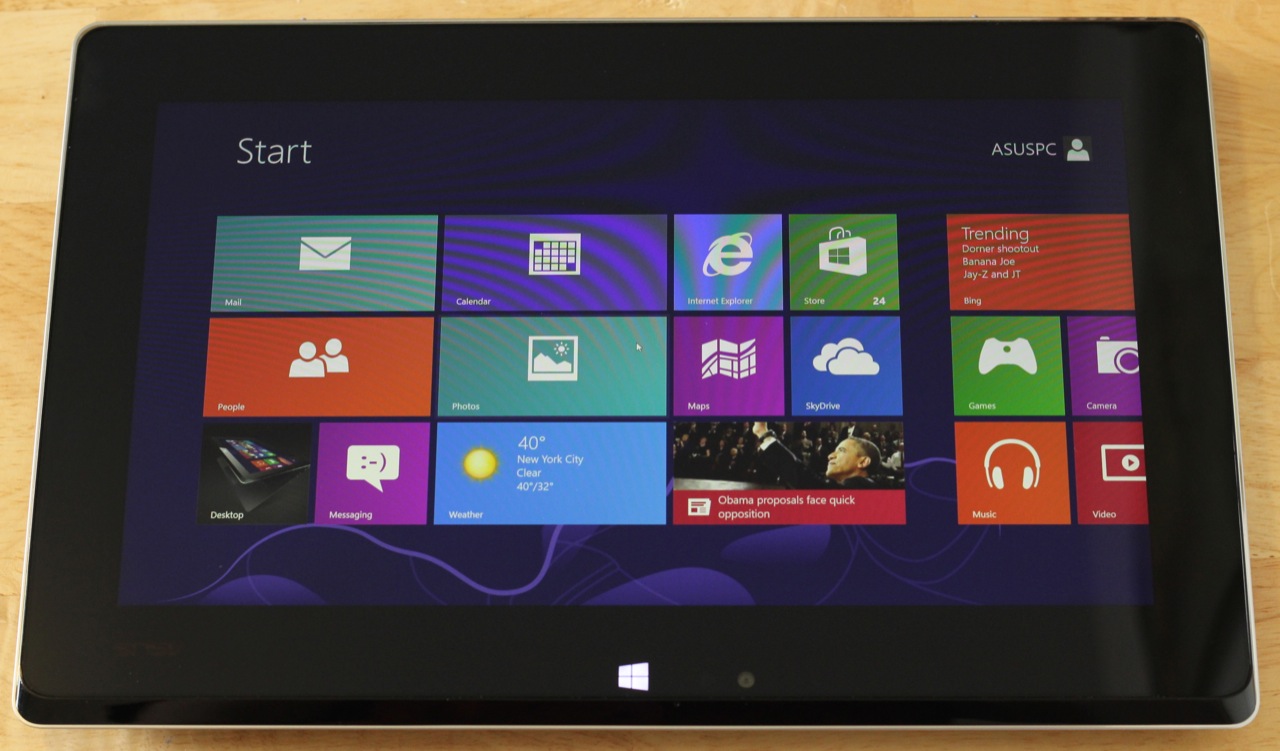 Start
ASUSPC
Mail
Calendar
Internet Explorer
Store
24
Trending
Dorner shootout
Banana Joe
Jay-Z and JT
Bing
People
Photos
Maps
SkyDrive
Games
Camera
Desktop
:-)
Messaging
40°
New York City
Clear
40°/32°
Weather
Obama proposals face quick
opposition
Music
Video